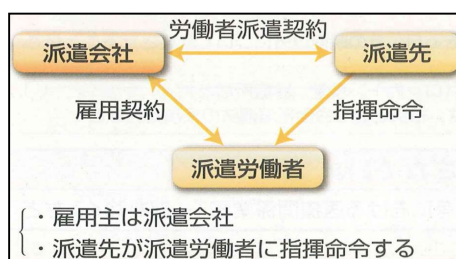 労働者派遣契約
派遣会社
派遣先
雇用契約
指揮命令
派遣労働者
・雇用主は派遣会社
・派遣先が派遣労働者に指揮命令する